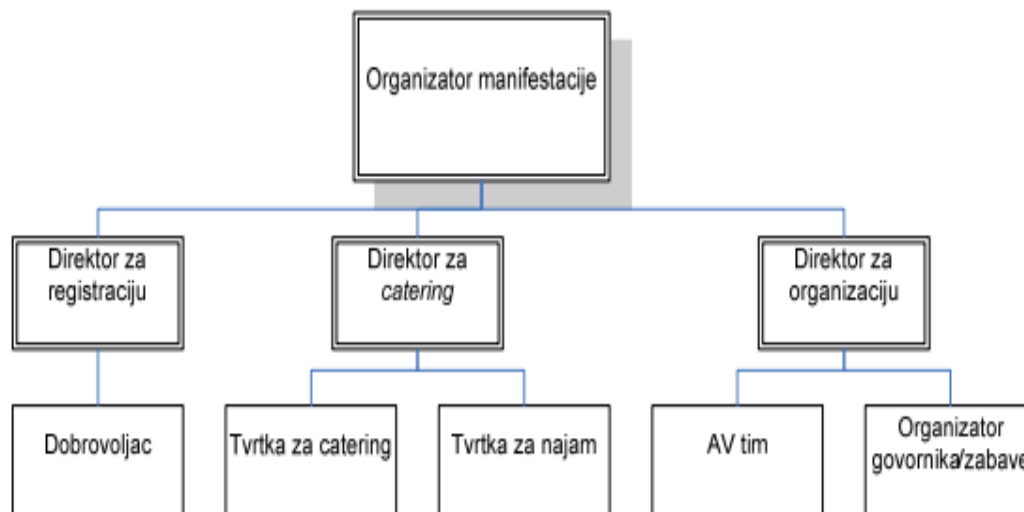 Organizator manifestacije
Direktor za
registraciju
Direktor za
catering
Direktor za
organizaciju
Dobrovoljac
Tvrtka za catering
Tvrtka za najam
AV tim
Organizator
govornika/zabave